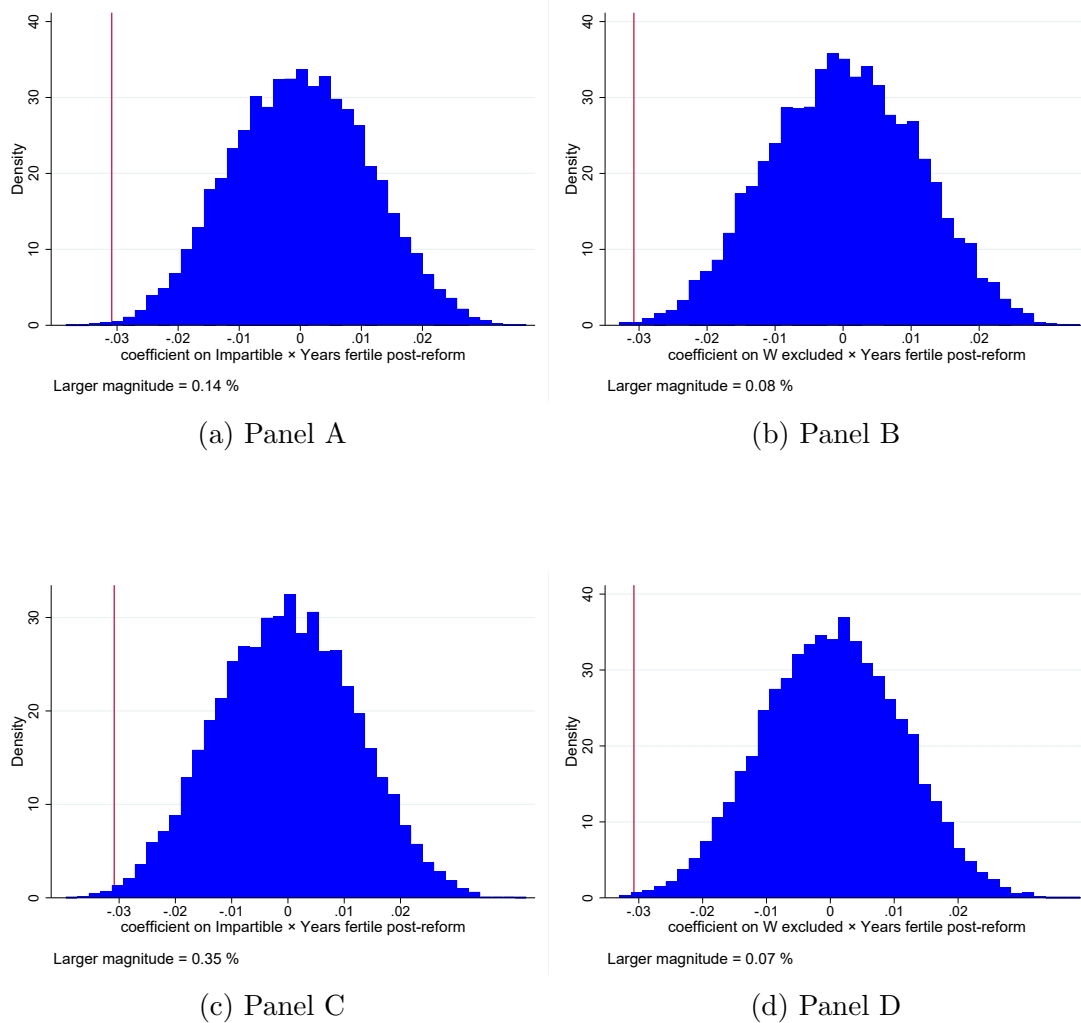 40
30
20
10
0
Density
-.03 -.02 -.01 0 .01 .02
coefficient on Impartible × Years fertile post-reform
Larger magnitude = 0.14 %
(a) Panel A
40
30
20
10
0
Density
-.03 -.02 -.01 0 .01 .02
coefficient on W excluded × Years fertile post-reform
Larger magnitude = 0.08 %
(b) Panel B
30
20
10
0
Density
-.03 -.02 -.01 0 .01 .02
coefficient on Impartible × Years fertile post-reform
Larger magnitude = 0.35 %
(c) Panel C
40
30
20
10
0
Density
-.03 -.02 -.01 0 .01 .02
coefficient on W excluded × Years fertile post-reform
Larger magnitude = 0.07 %
(d) Panel D